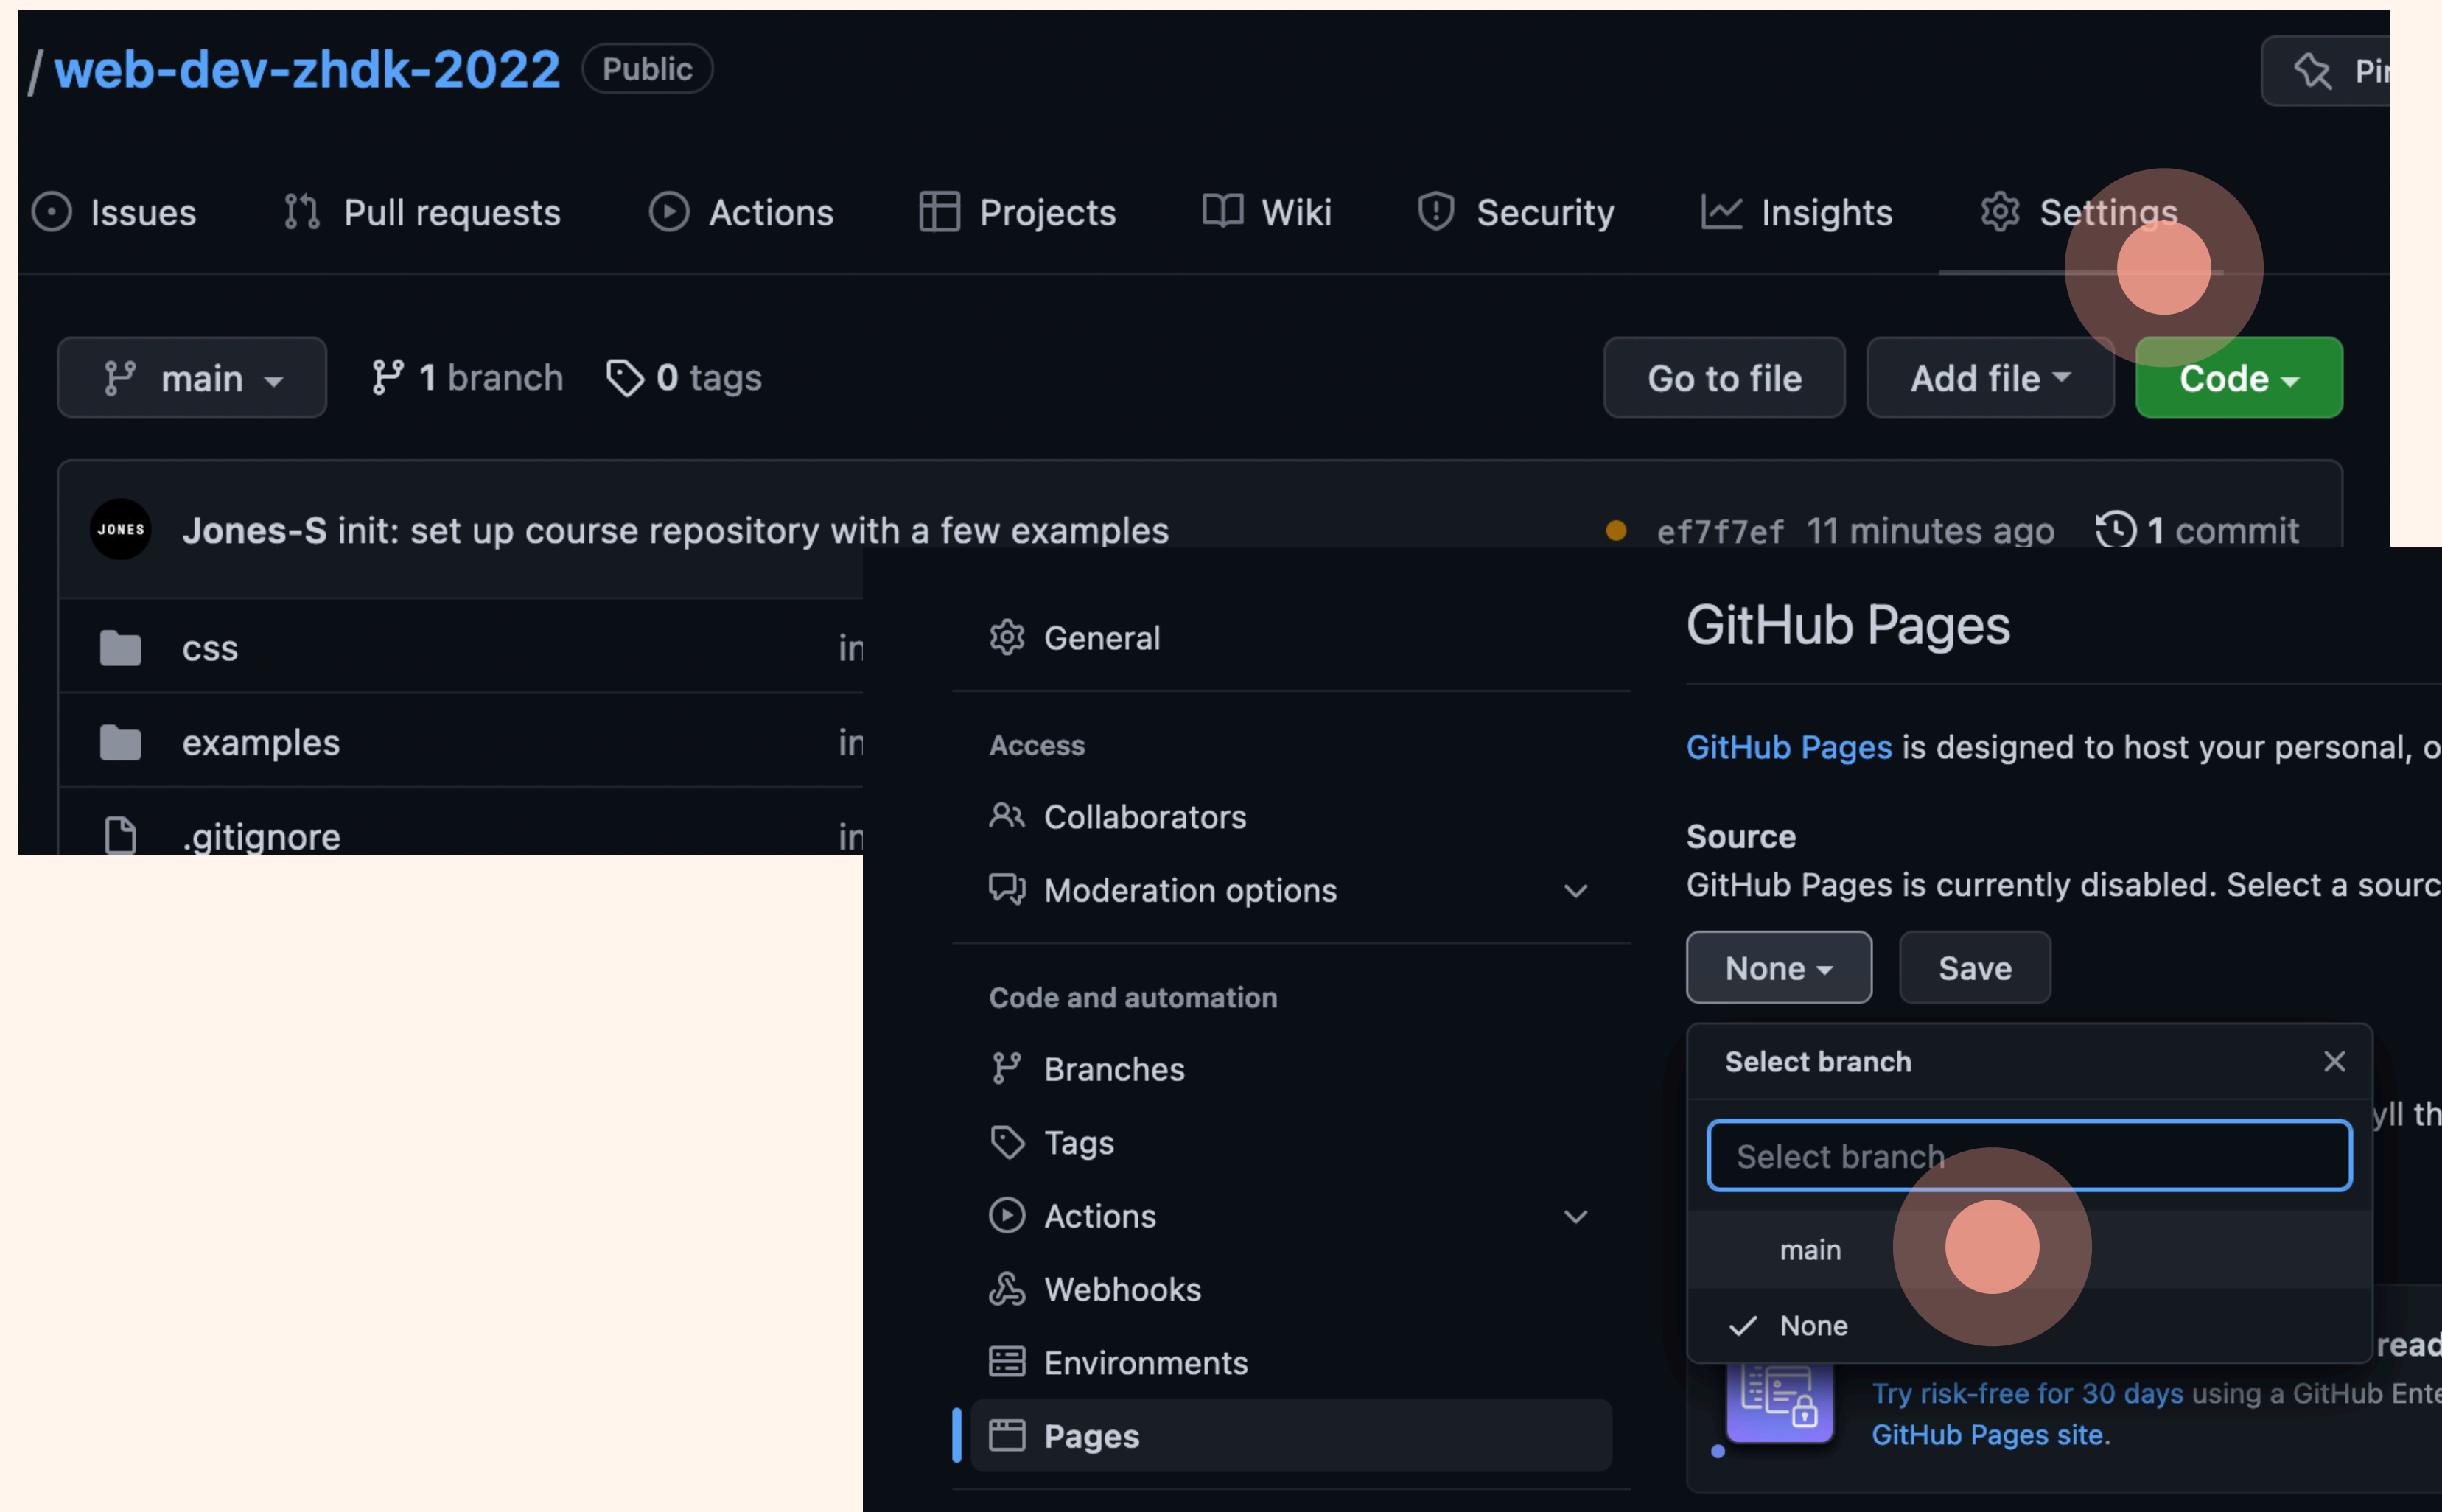 / web-dev-zhdk-2022 Public
Issues Pull requests Actions Projects Wiki Security Insights Settings
main 1 branch 0 tags Go to file Add file Code
JONES Jones-S init: set up course repository with a few examples ef7f7ef 11 minutes ago 1 commit
css
examples
.gitignore
General
Access
Collaborators
Moderation options
Code and automation
Branches
Tags
Actions
Webhooks
Environments
Pages
GitHub Pages
GitHub Pages is designed to host your personal,
Source
GitHub Pages is currently disabled. Select a
None Save
Select branch
Select branch
main
None
Try risk-free for 30 days using a GitHub
GitHub Pages site.